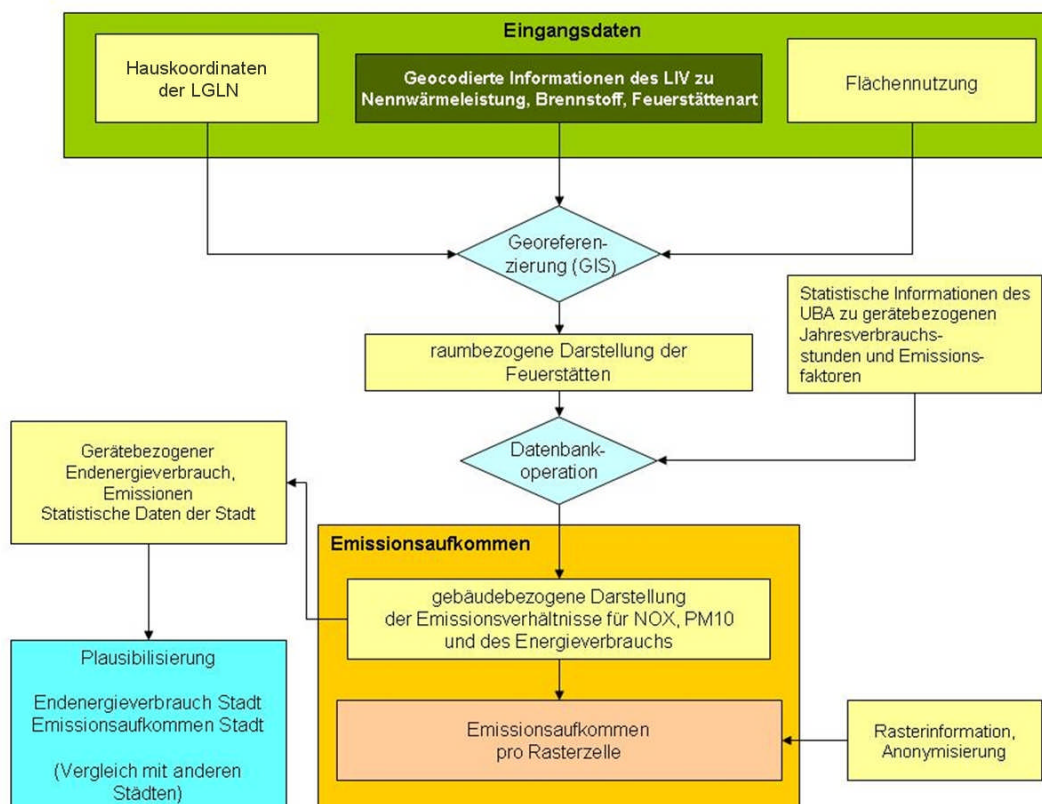 Eingangsdaten
Hauskoordinaten
der LGLN
Geocodierte Informationen des LIV zu
Nennwärmeleistung, Brennstoff, Feuerstättenart
Flächennutzung
Georeferen-
zierung (GIS)
Statistische Informationen des
UBA zu gerätebezogenen
Jahresverbrauchs-
stunden und Emissions-
faktoren
raumbezogene Darstellung der
Feuerstätten
Datenbank-
operation
Gerätebezogener
Endenergieverbrauch,
Emissionen
Statistische Daten der Stadt
Emissionsaufkommen
gebäudebezogene Darstellung
der Emissionsverhältnisse für NOX, PM10
und des Energieverbrauchs
Plausibilisierung
Endenergieverbrauch Stadt
Emissionsaufkommen Stadt
(Vergleich mit anderen
Städten)
Emissionsaufkommen
pro Rasterzelle
Rasterinformation,
Anonymisierung